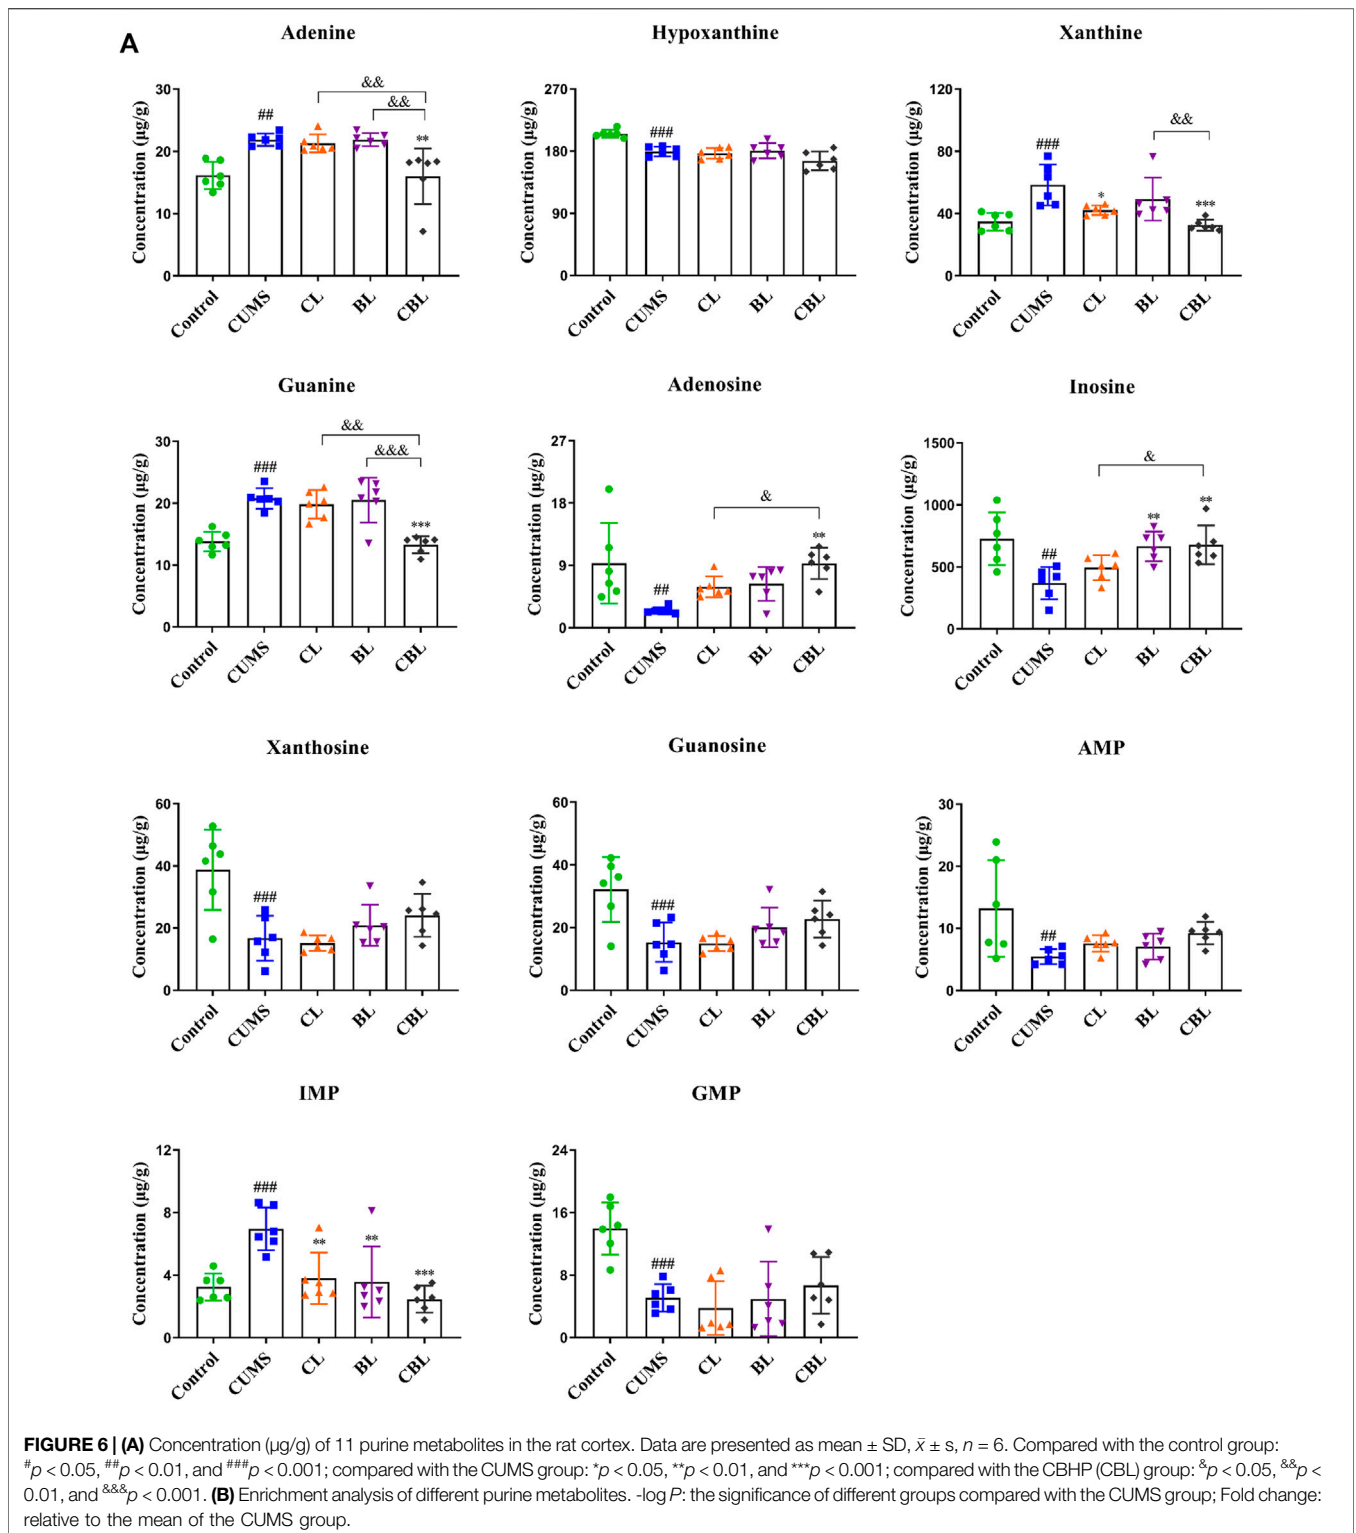 A
Adenine
Concentration (µg/g)
30
20
10
0
##
&&
&&
**
Control
CUMS
CL
BL
CBL
Hypoxanthine
Concentration (µg/g)
270
180
90
0
###
Control
CUMS
CL
BL
CBL
Xanthine
Concentration (µg/g)
120
80
40
0
###
*
&&
***
Control
CUMS
CL
BL
CBL
Guanine
Concentration (µg/g)
30
20
10
0
###
&&
&&&
***
Control
CUMS
CL
BL
CBL
Adenosine
Concentration (µg/g)
27
18
9
0
##
&
**
Control
CUMS
CL
BL
CBL
Inosine
Concentration (µg/g)
1500
1000
500
0
##
&
**
**
Control
CUMS
CL
BL
CBL
Xanthosine
Concentration (µg/g)
60
40
20
0
###
Control
CUMS
CL
BL
CBL
Guanosine
Concentration (µg/g)
60
40
20
0
###
Control
CUMS
CL
BL
CBL
AMP
Concentration (µg/g)
30
20
10
0
##
Control
CUMS
CL
BL
CBL
IMP
Concentration (µg/g)
12
8
4
0
###
**
**
***
Control
CUMS
CL
BL
CBL
GMP
Concentration (µg/g)
24
16
8
0
###
Control
CUMS
CL
BL
CBL
FIGURE 6 | (A) Concentration (µg/g) of 11 purine metabolites in the rat cortex. Data are presented as mean ± SD, x̄ ± s, n = 6. Compared with the control group:
#p < 0.05, ##p < 0.01, and ###p < 0.001; compared with the CUMS group: *p < 0.05, **p < 0.01, and ***p < 0.001; compared with the CBHP (CBL) group: &p < 0.05, &&p <
0.01, and &&&p < 0.001. (B) Enrichment analysis of different purine metabolites. -log P: the significance of different groups compared with the CUMS group; Fold change:
relative to the mean of the CUMS group.